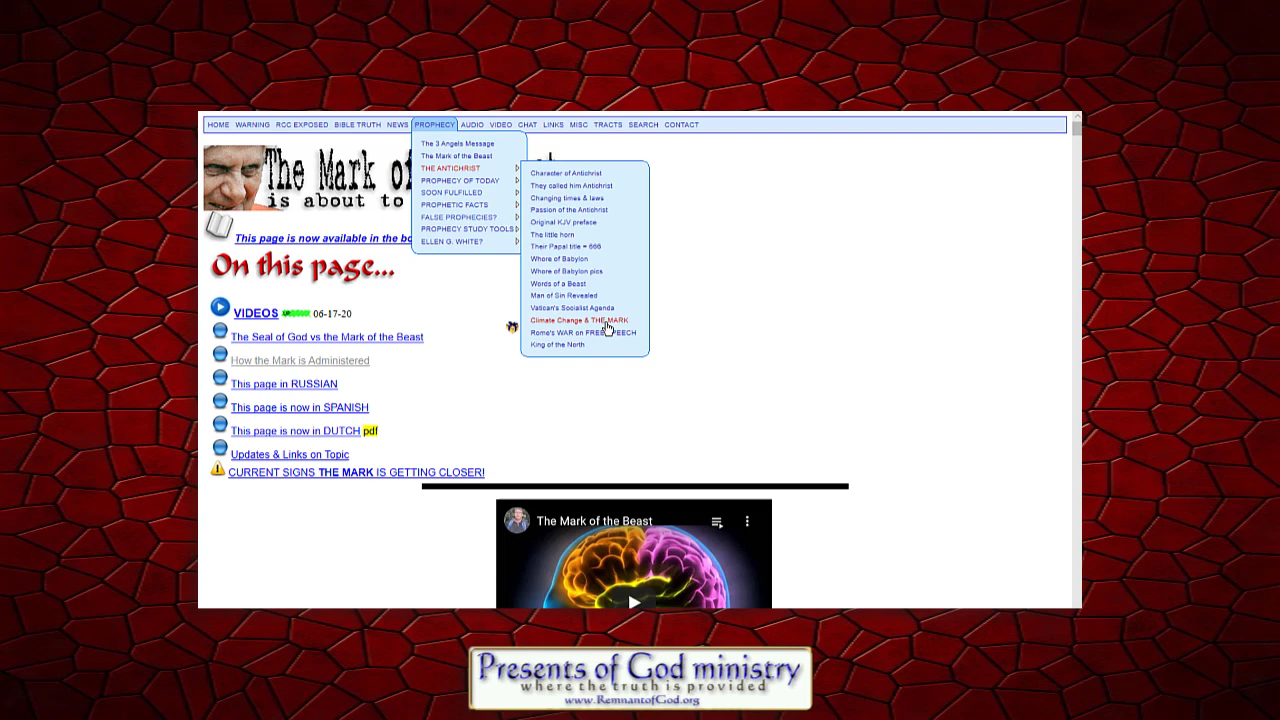 HOME WARNING RCC EXPOSED BIBLE TRUTH NEWS PROPHECY AUDIO VIDEO CHAT LINKS MISC TRACTS SEARCH CONTACT
The 3 Angels Message
The Mark of the Beast
THE ANTICHRIST
PROPHECY OF TODAY
SOON FULFILLED
PROPHETIC FACTS
FALSE PROPHECIES?
PROPHECY STUDY TOOLS
ELLEN G. WHITE?
Character of Antichrist
They called him Antichrist
Changing times & laws
Passion of the Antichrist
Original KJV preface
The little horn
Their Papal title = 666
Whore of Babylon
Whore of Babylon pics
Words of a Beast
Man of Sin Revealed
Vatican's Socialist Agenda
Climate Change & THE MARK
Rome's WAR on FREE SPEECH
King of the North
The Mark of
is about to
This page is now available in the bo
On this page...
VIDEOS 06-17-20
The Seal of God vs the Mark of the Beast
How the Mark is Administered
This page in RUSSIAN
This page is now in SPANISH
This page is now in DUTCH pdf
Updates & Links on Topic
CURRENT SIGNS THE MARK IS GETTING CLOSER!
The Mark of the Beast
Presents of God ministry
where the truth is provided
www.RemnantofGod.org